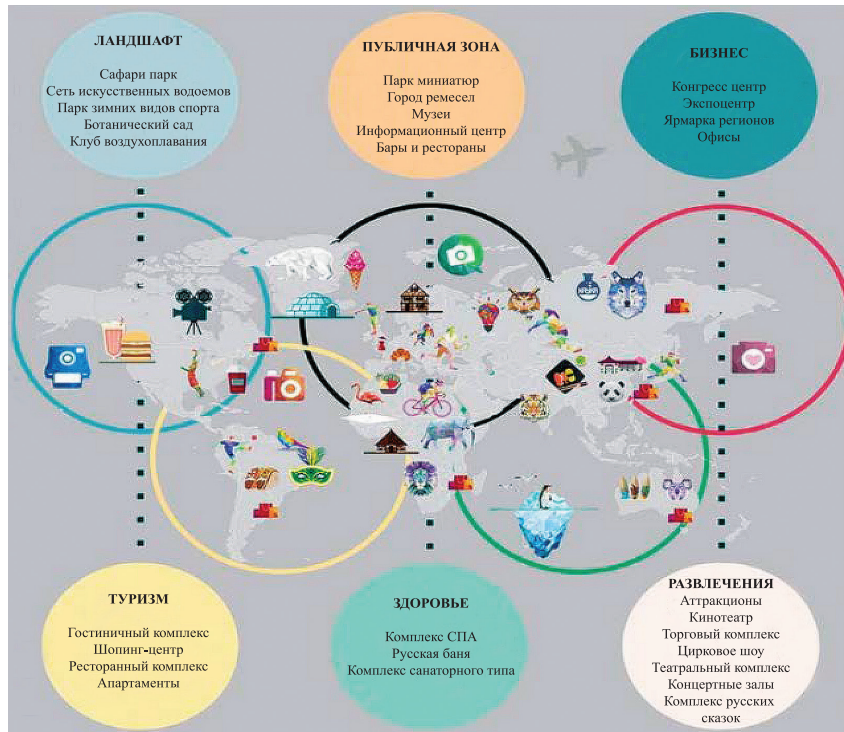 ЛАНДШАФТ
Сафари парк
Сеть искусственных водоемов
Парк зимних видов спорта
Ботанический сад
Клуб воздухоплавания
ПУБЛИЧНАЯ ЗОНА
Парк миниатюр
Город ремесел
Музеи
Информационный центр
Бары и рестораны
БИЗНЕС
Конгресс центр
Экспоцентр
Ярмарка регионов
Офисы
ТУРИЗМ
Гостиничный комплекс
Шопинг-центр
Ресторанный комплекс
Апартаменты
ЗДОРОВЬЕ
Комплекс СПА
Русская баня
Комплекс санаторного типа
РАЗВЛЕЧЕНИЯ
Аттракционы
Кинотеатр
Торговый комплекс
Цирковое шоу
Театральный комплекс
Концертные залы
Комплекс русских
сказок